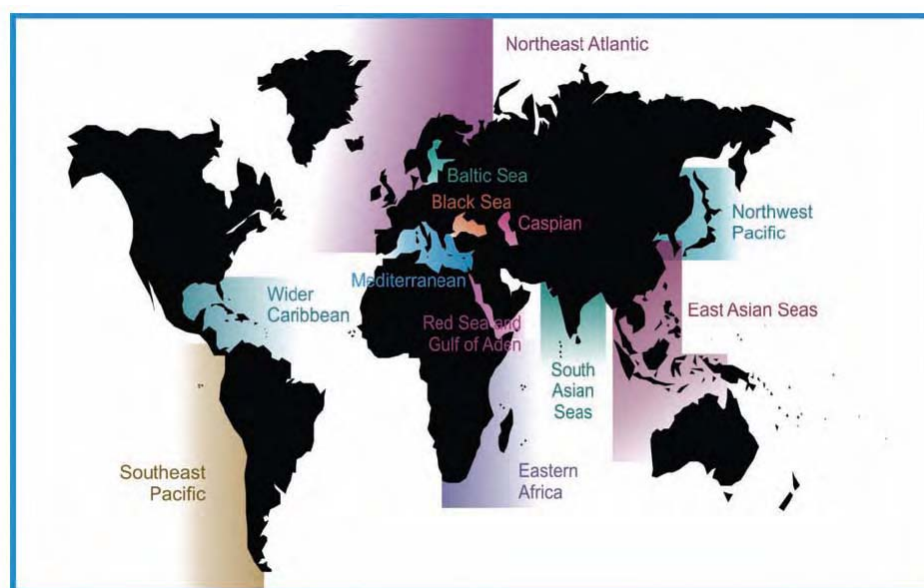 Northeast Atlantic
Baltic Sea
Black Sea
Caspian
Northwest
Pacific
Mediterranean
Wider
Caribbean
East Asian Seas
Red Sea and
Gulf of Aden
South
Asian
Seas
Southeast
Pacific
Eastern
Africa